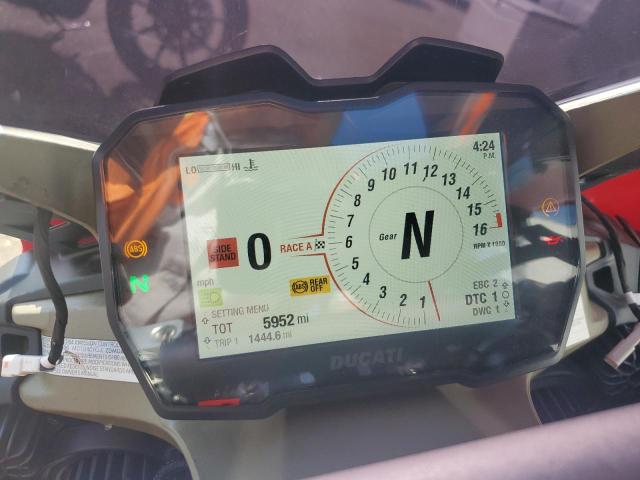 LO HI
4:24
P.M.
SIDE
STAND
0
RACE A
mph
ABS
N
ABS REAR
OFF
SETTING MENU
TOT 5952 mi
TRIP 1 1444.6 mi
Gear N
1
2
3
4
5
6
7
8
9
10
11
12
13
14
15
16
RPM X 1000
EBC 2
DTC 1
DWC 1
DUCATI